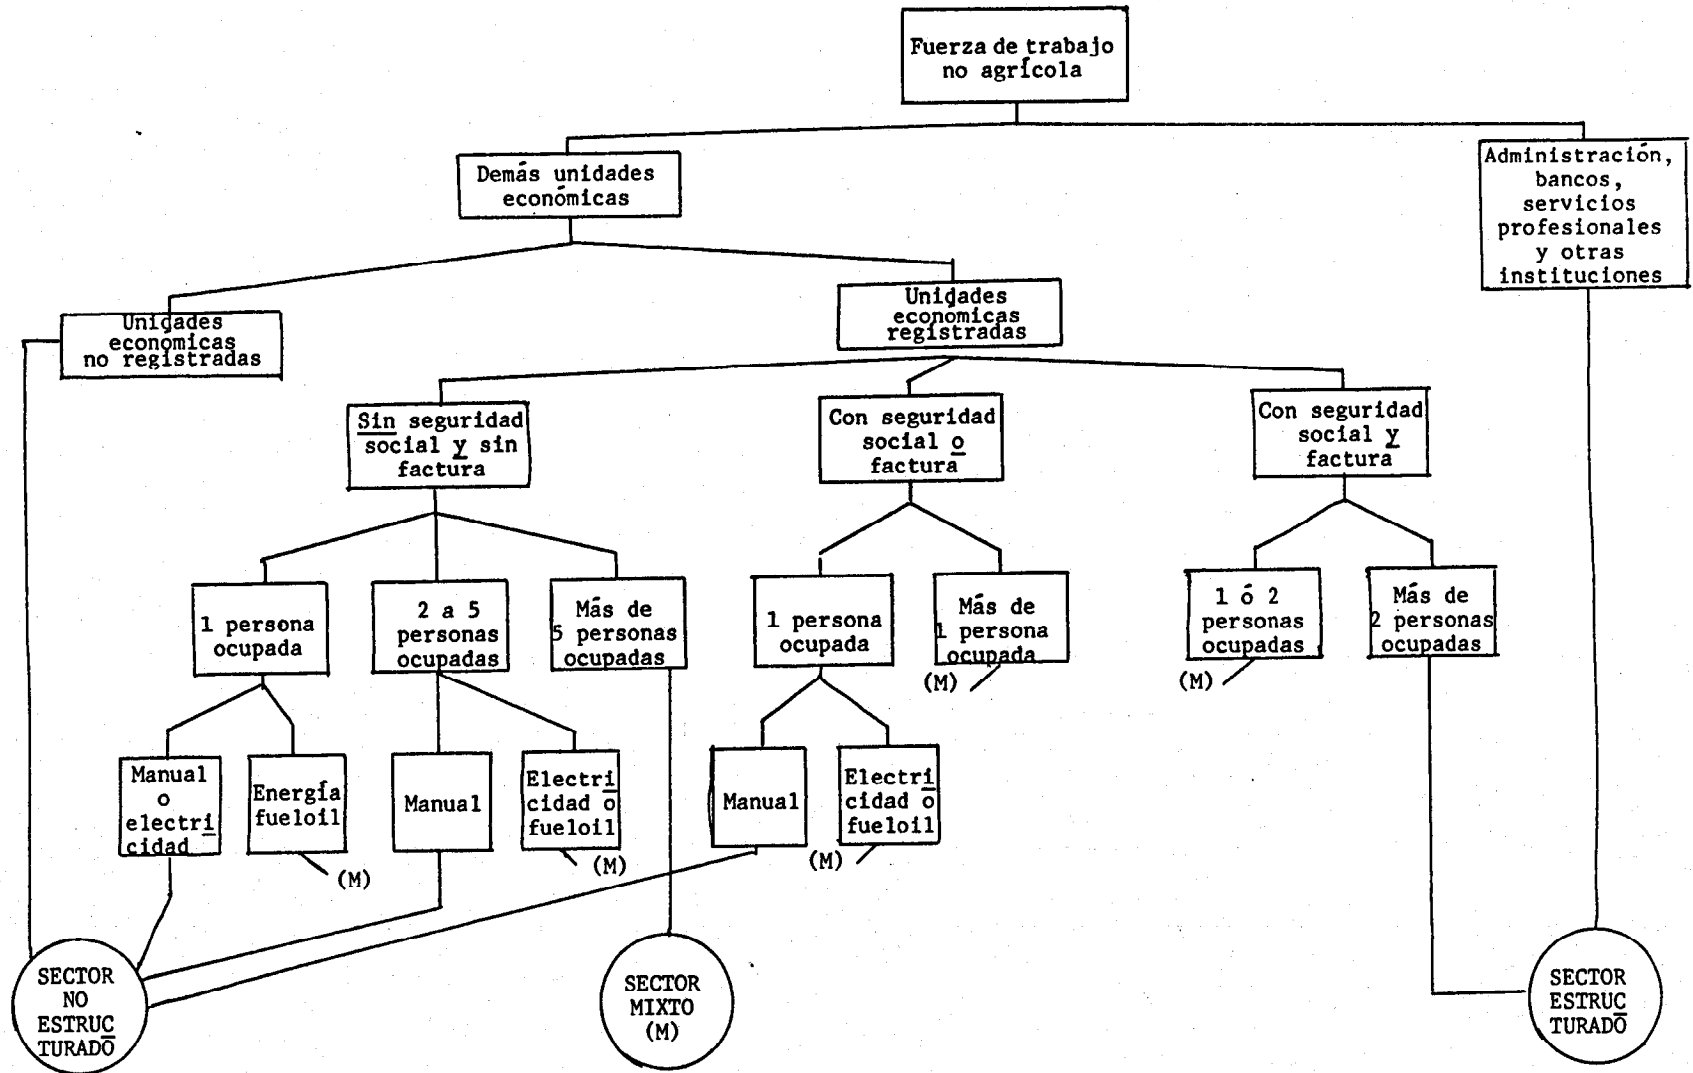 Fuerza de trabajo
no agrícola
Demás unidades
económicas
Administración,
bancos,
servicios
profesionales
y otras
instituciones
Unidades
económicas
no registradas
Unidades
económicas
registradas
Sin seguridad
social y sin
factura
Con seguridad
social o
factura
Con seguridad
social y
factura
1 persona
ocupada
2 a 5
personas
ocupadas
Más de
5 personas
ocupadas
1 persona
ocupada
Más de
1 persona
ocupada
(M)
1 ó 2
personas
ocupadas
(M)
Más de
2 personas
ocupadas
Manual
o
electri
cidad
Energía
fueloil
(M)
Manual
Electri
cidad o
fueloil
(M)
Manual
Electri
cidad o
fueloil
(M)
SECTOR
NO
ESTRUC
TURADO
SECTOR
MIXTO
(M)
SECTOR
ESTRUC
TURADO